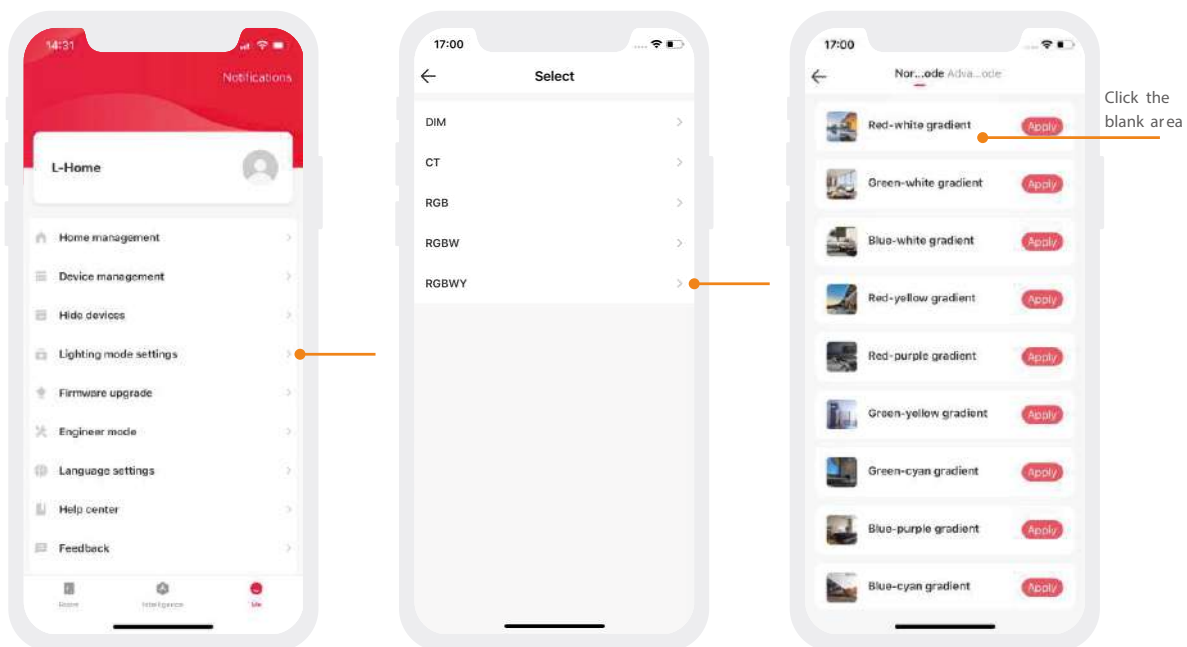 14:31
Notifications
L-Home
Home management
Device management
Hide devices
Lighting mode settings
Firmware upgrade
Engineer mode
Language settings
Help center
Feedback
Home
Intelligence
Me
17:00
Select
DIM
CT
RGB
RGBW
RGBWY
17:00
Nor...ode Adva...ode
Red-white gradient Apply
Green-white gradient Apply
Blue-white gradient Apply
Red-yellow gradient Apply
Red-purple gradient Apply
Green-yellow gradient Apply
Green-cyan gradient Apply
Blue-purple gradient Apply
Blue-cyan gradient Apply
Click the
blank area